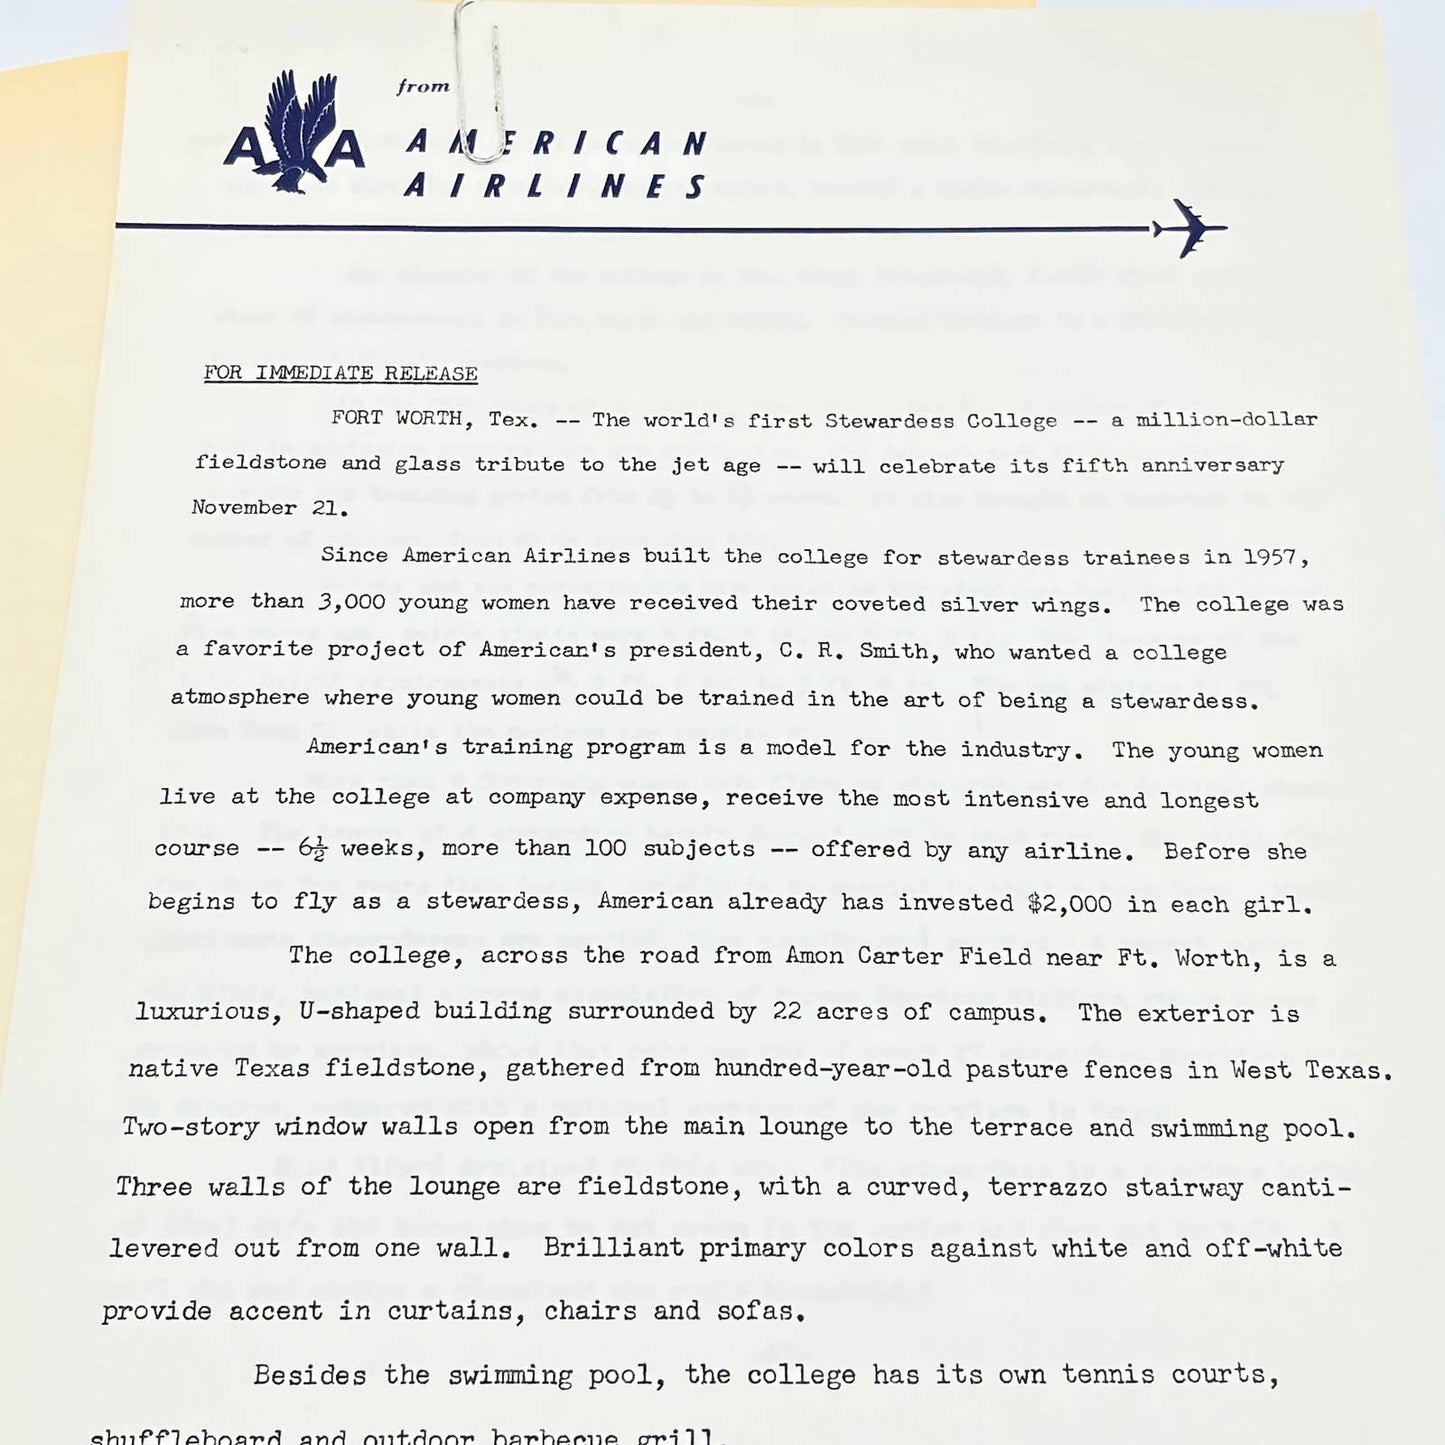 from
AA AMERICAN
AIRLINES
FOR IMMEDIATE RELEASE
FORT WORTH, Tex. -- The world's first Stewardess College -- a million-dollar
fieldstone and glass tribute to the jet age -- will celebrate its fifth anniversary
November 21.
Since American Airlines built the college for stewardess trainees in 1957,
more than 3,000 young women have received their coveted silver wings. The college was
a favorite project of American's president, C. R. Smith, who wanted a college
atmosphere where young women could be trained in the art of being a stewardess.
American's training program is a model for the industry. The young women
live at the college at company expense, receive the most intensive and longest
course -- 6½ weeks, more than 100 subjects -- offered by any airline. Before she
begins to fly as a stewardess, American already has invested $2,000 in each girl.
The college, across the road from Amon Carter Field near Ft. Worth, is a
luxurious, U-shaped building surrounded by 22 acres of campus. The exterior is
native Texas fieldstone, gathered from hundred-year-old pasture fences in West Texas.
Two-story window walls open from the main lounge to the terrace and swimming pool.
Three walls of the lounge are fieldstone, with a curved, terrazzo stairway canti-
levered out from one wall. Brilliant primary colors against white and off-white
provide accent in curtains, chairs and sofas.
Besides the swimming pool, the college has its own tennis courts,
shuffleboard and outdoor barbecue grill.